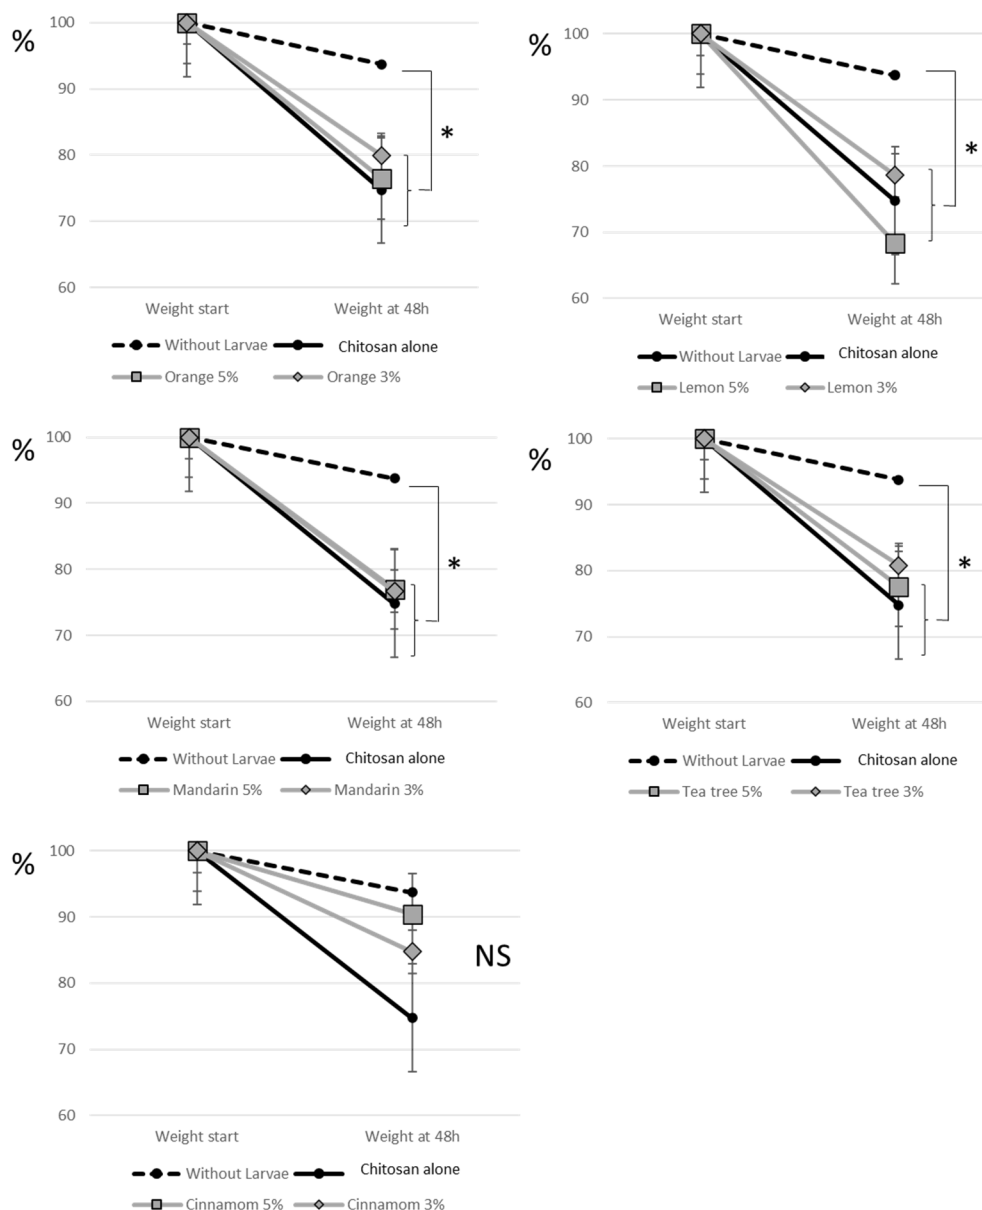 100
%
90
80
*
70
60
Weight start Weight at 48h
Without Larvae Chitosan alone
Orange 5% Orange 3%
100
%
90
80
*
70
60
Weight start Weight at 48h
Without Larvae Chitosan alone
Lemon 5% Lemon 3%
100
%
90
80
*
70
60
Weight start Weight at 48h
Without Larvae Chitosan alone
Mandarin 5% Mandarin 3%
100
%
90
80
*
70
60
Weight start Weight at 48h
Without Larvae Chitosan alone
Tea tree 5% Tea tree 3%
100
%
90
NS
80
70
60
Weight start Weight at 48h
Without Larvae Chitosan alone
Cinnamom 5% Cinnamom 3%